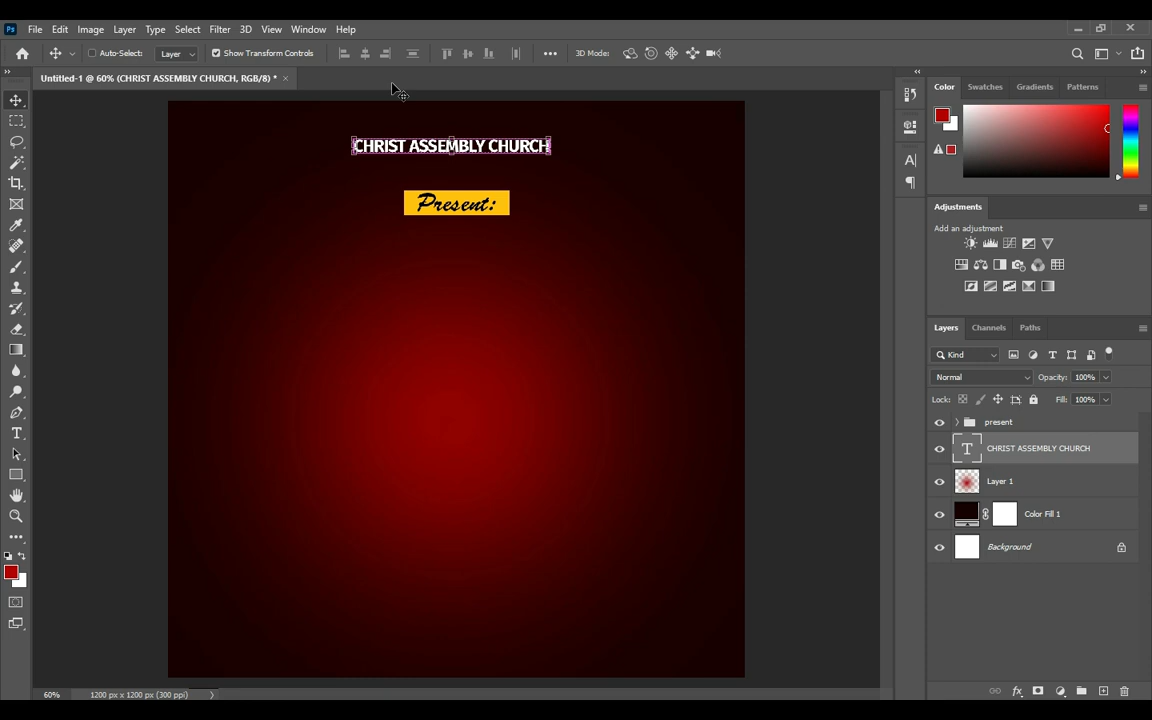 Ps File Edit Image Layer Type Select Filter 3D View Window Help
Auto-Select: Layer Show Transform Controls 3D Mode:
Untitled-1 @ 60% (CHRIST ASSEMBLY CHURCH, RGB/8) *
Color Swatches Gradients Patterns
CHRIST ASSEMBLY CHURCH
Present:
Adjustments
Add an adjustment
Layers Channels Paths
Kind
Normal Opacity: 100%
Lock: Fill: 100%
present
T CHRIST ASSEMBLY CHURCH
Layer 1
Color Fill 1
Background
60% 1200 px x 1200 px (300 ppi)
fx